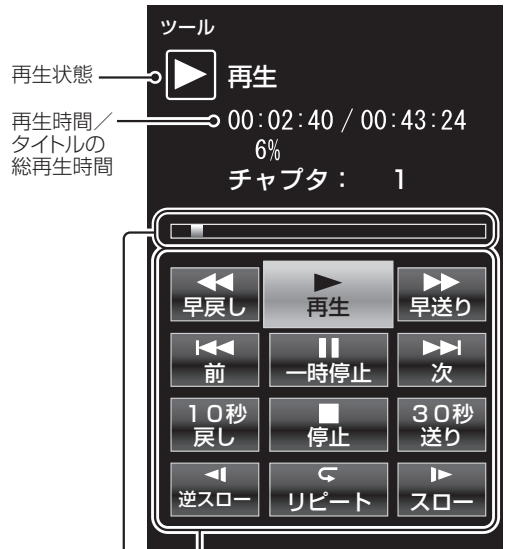 ツール
再生状態
再生
再生時間／
タイトルの
総再生時間
00:02:40 / 00:43:24
6%
チャプタ： 1
早戻し
再生
早送り
前
一時停止
次
10秒
戻し
停止
30秒
送り
逆スロー
リピート
スロー